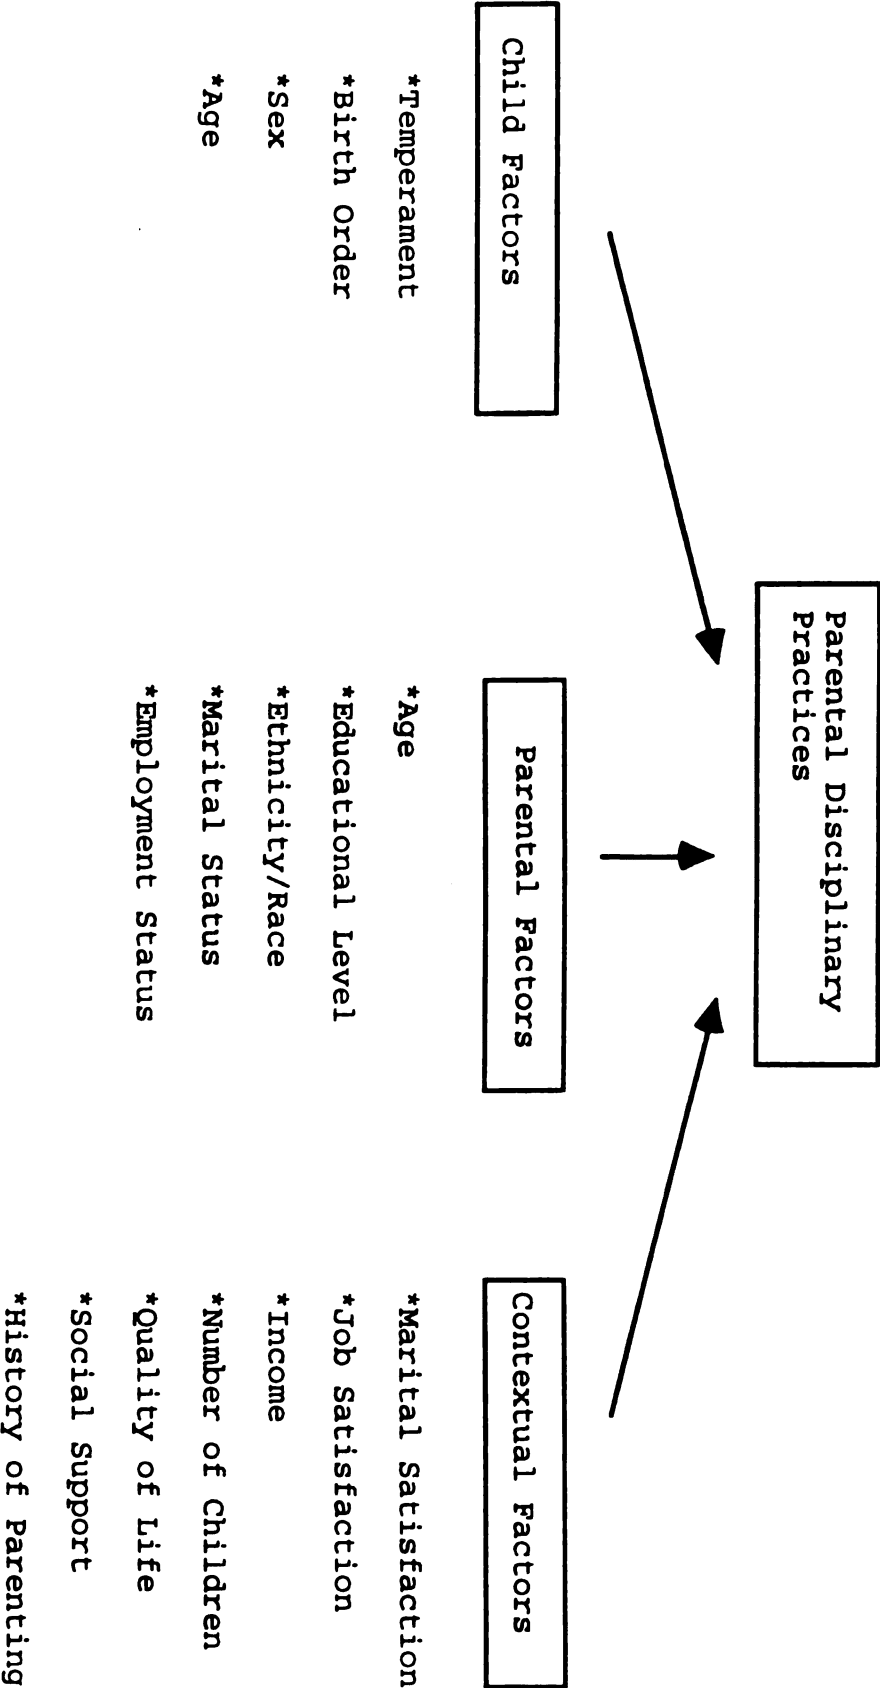 Parental Disciplinary
Practices
Child Factors
*Temperament
*Birth Order
*Sex
*Age
Parental Factors
*Age
*Educational Level
*Ethnicity/Race
*Marital Status
*Employment Status
Contextual Factors
*Marital Satisfaction
*Job Satisfaction
*Income
*Number of Children
*Quality of Life
*Social Support
*History of Parenting